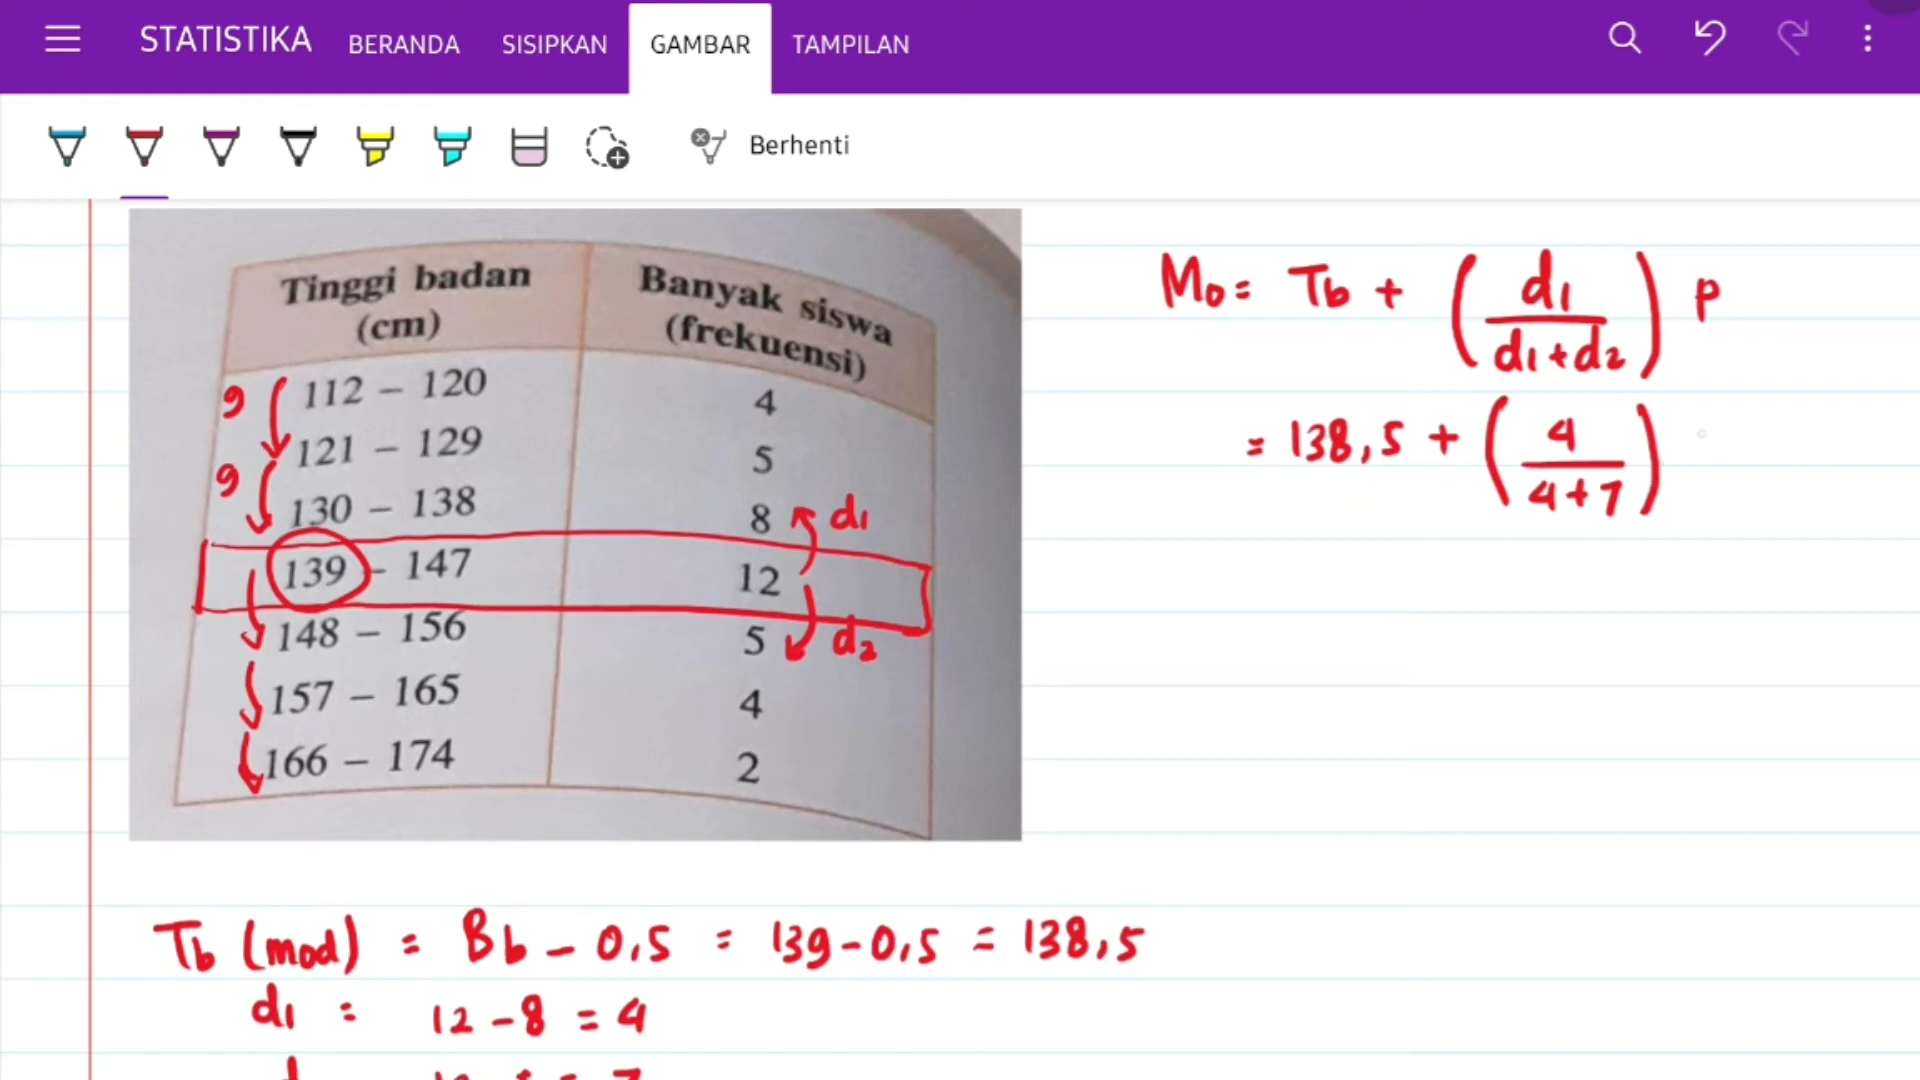 STATISTIKA BERANDA SISIPKAN GAMBAR TAMPILAN
Berhenti
Tinggi badan (cm) Banyak siswa (frekuensi)
9 112 – 120 4
121 – 129 5
9 130 – 138 8 d1
139 – 147 12
148 – 156 5 d2
157 – 165 4
166 – 174 2
Mo = Tb + (d1 / d1+d2) p
= 138,5 + (4 / 4+7)
Tb (mod) = Bb – 0,5 = 139 – 0,5 = 138,5
d1 = 12 – 8 = 4